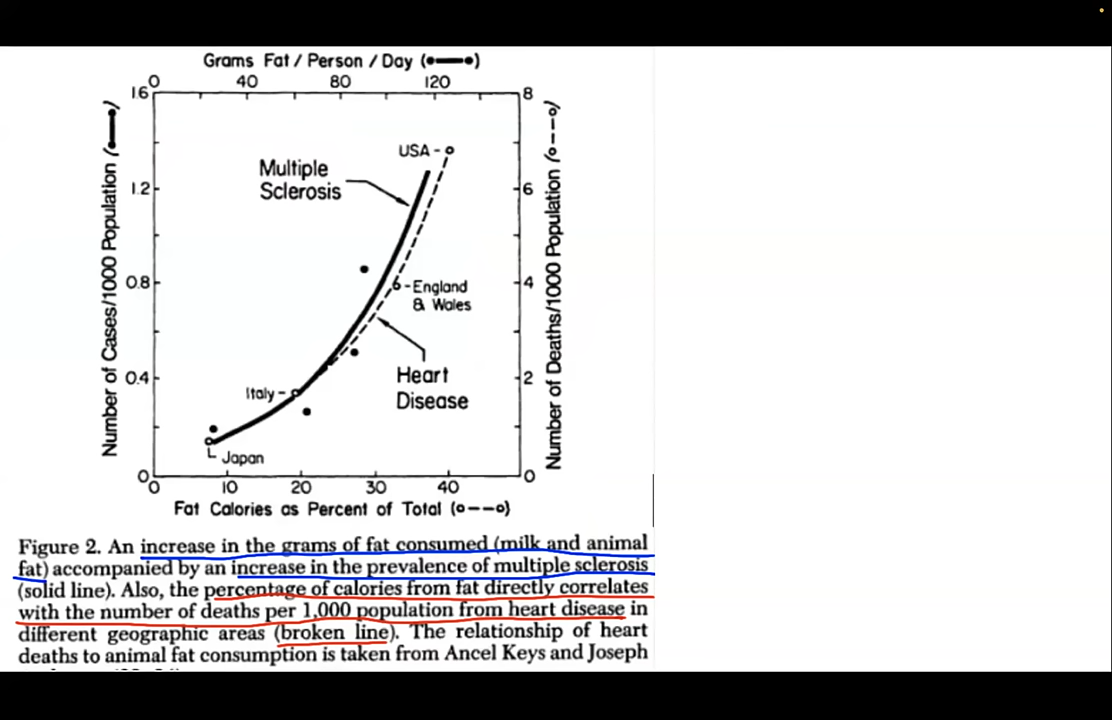 Grams Fat / Person / Day (●—●)
0 40 80 120
1.6 8
USA
Multiple
Sclerosis
1.2 6
Number of Cases/1000 Population (●—●)
Number of Deaths/1000 Population (o---o)
0.8 4
England
& Wales
Heart
Disease
0.4 2
Italy
Japan
0 0
0 10 20 30 40
Fat Calories as Percent of Total (o--o)
Figure 2. An increase in the grams of fat consumed (milk and animal
fat) accompanied by an increase in the prevalence of multiple sclerosis
(solid line). Also, the percentage of calories from fat directly correlates
with the number of deaths per 1,000 population from heart disease in
different geographic areas (broken line). The relationship of heart
deaths to animal fat consumption is taken from Ancel Keys and Joseph